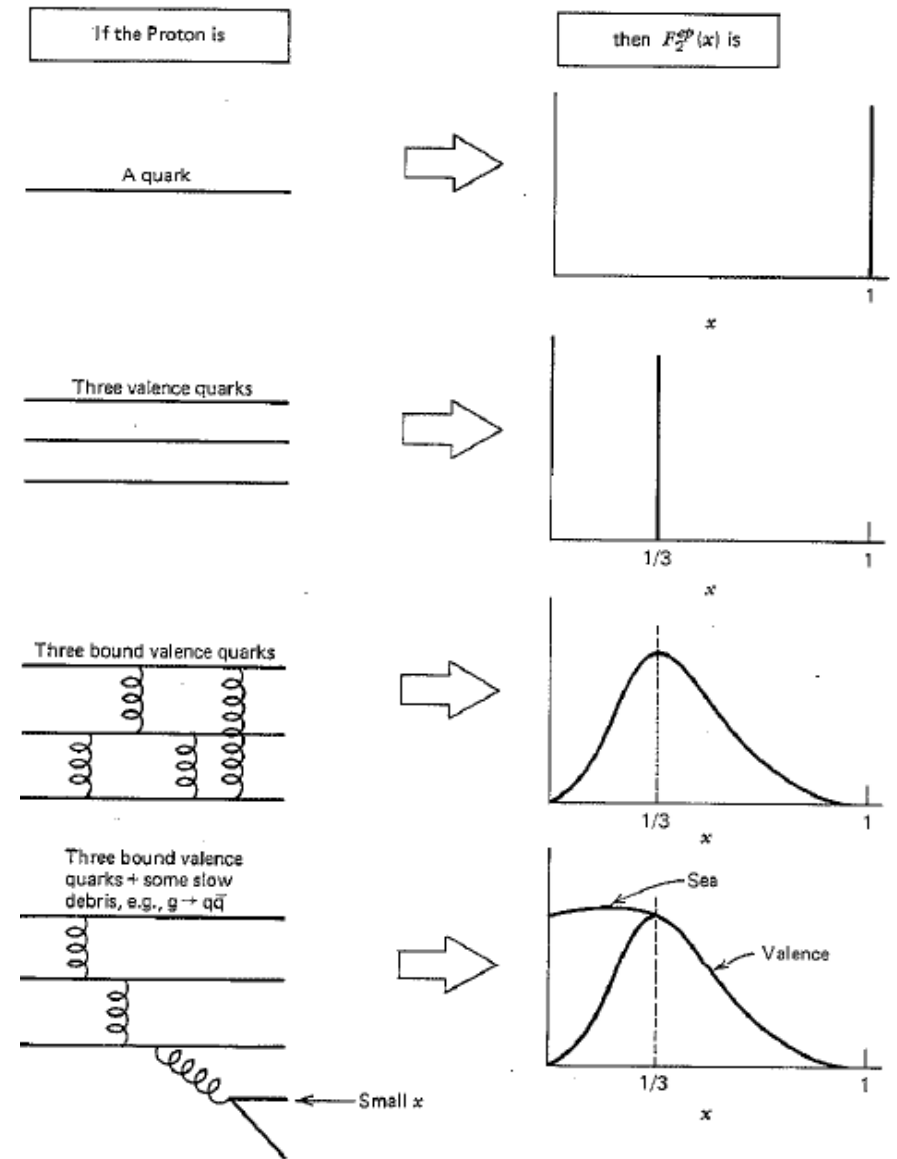 If the Proton is
then F₂ᵉᵖ(x) is
A quark
1
x
Three valence quarks
1/3
1
x
Three bound valence quarks
1/3
1
x
Three bound valence
quarks + some slow
debris, e.g., g → qq̄
Sea
Valence
Small x
1/3
1
x